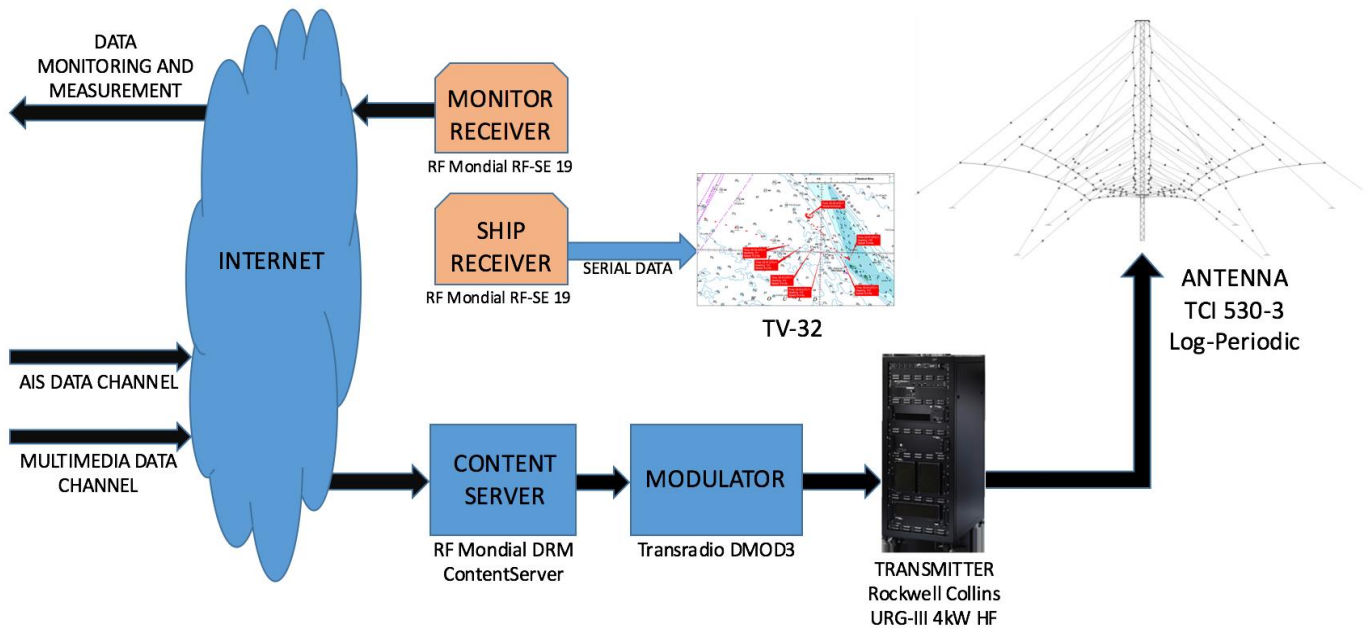 DATA
MONITORING AND
MEASUREMENT
MONITOR
RECEIVER
RF Mondial RF-SE 19
SHIP
RECEIVER
RF Mondial RF-SE 19
INTERNET
SERIAL DATA
TV-32
ANTENNA
TCI 530-3
Log-Periodic
AIS DATA CHANNEL
MULTIMEDIA DATA
CHANNEL
CONTENT
SERVER
RF Mondial DRM
ContentServer
MODULATOR
Transradio DMOD3
TRANSMITTER
Rockwell Collins
URG-III 4kW HF